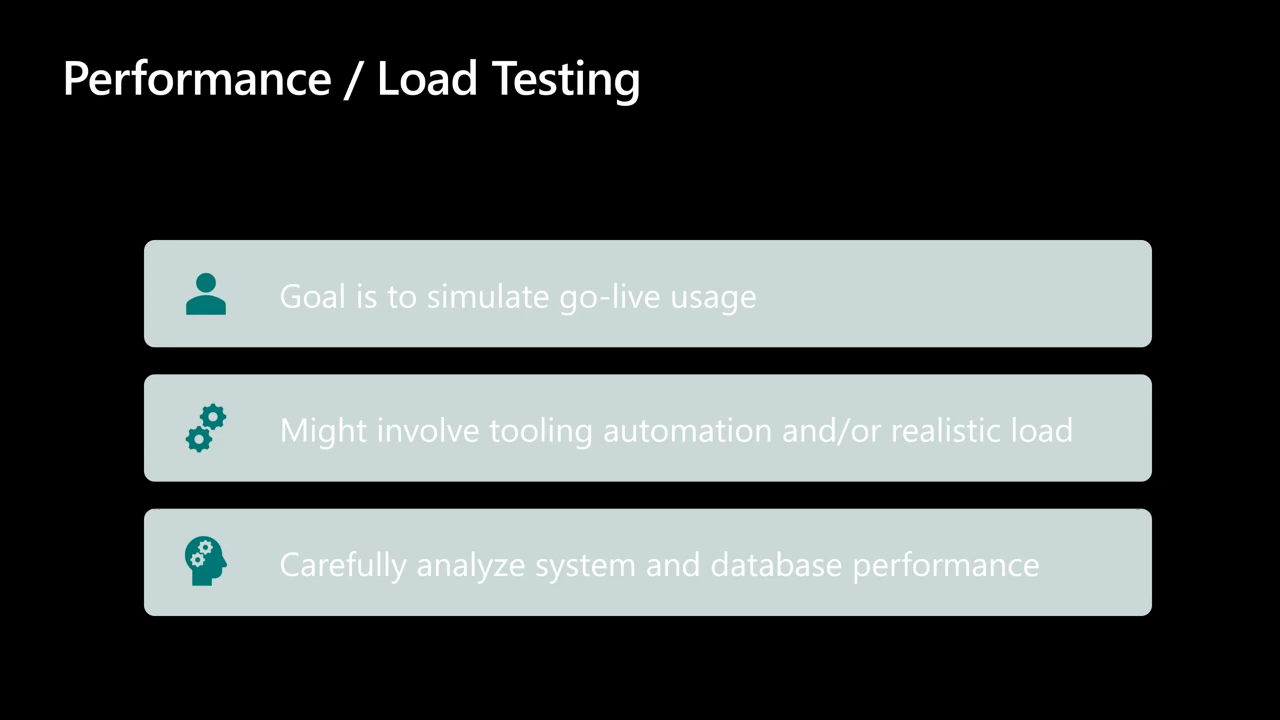 Performance / Load Testing
Goal is to simulate go-live usage
Might involve tooling automation and/or realistic load
Carefully analyze system and database performance